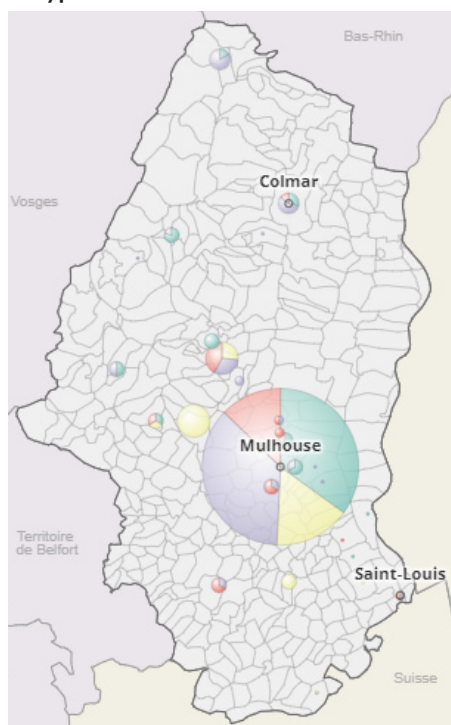 Bas-Rhin
Colmar
Vosges
Mulhouse
Territoire
de Belfort
Saint-Louis
Suisse